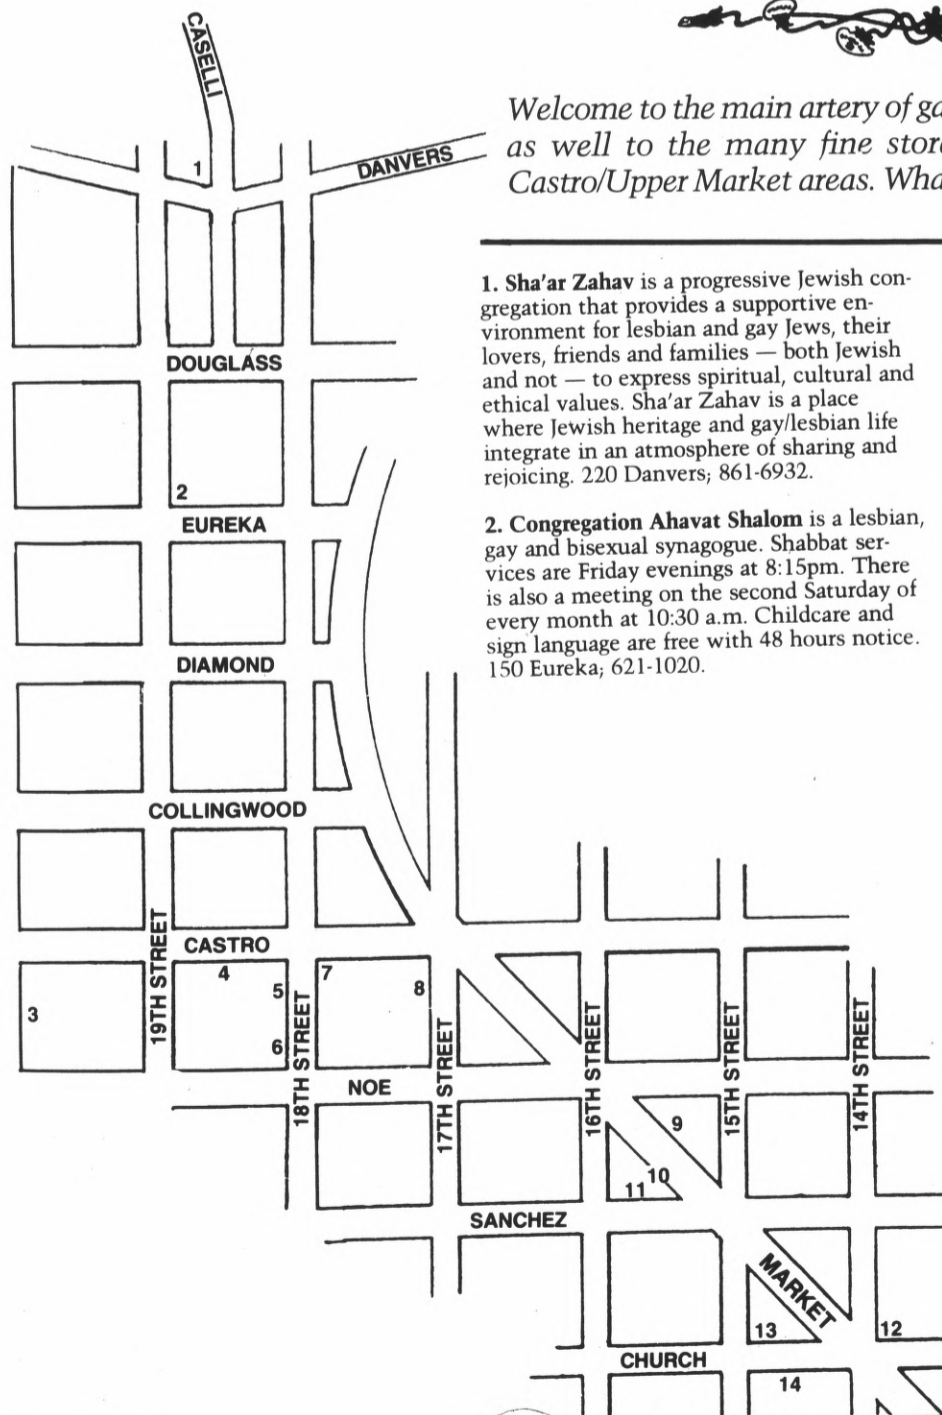 CASELLI
1
DANVERS
Welcome to the main artery of ga
as well to the many fine stor
Castro/Upper Market areas. Wha
1. Sha'ar Zahav is a progressive Jewish con-
gregation that provides a supportive en-
vironment for lesbian and gay Jews, their
lovers, friends and families — both Jewish
and not — to express spiritual, cultural and
ethical values. Sha'ar Zahav is a place
where Jewish heritage and gay/lesbian life
integrate in an atmosphere of sharing and
rejoicing. 220 Danvers; 861-6932.
2. Congregation Ahavat Shalom is a lesbian,
gay and bisexual synagogue. Shabbat ser-
vices are Friday evenings at 8:15pm. There
is also a meeting on the second Saturday of
every month at 10:30 a.m. Childcare and
sign language are free with 48 hours notice.
150 Eureka; 621-1020.
DOUGLASS
2
EUREKA
DIAMOND
COLLINGWOOD
CASTRO
3
19TH STREET
4
5
6
18TH STREET
7
8
17TH STREET
16TH STREET
15TH STREET
14TH STREET
NOE
9
10
11
SANCHEZ
MARKET
13
12
CHURCH
14